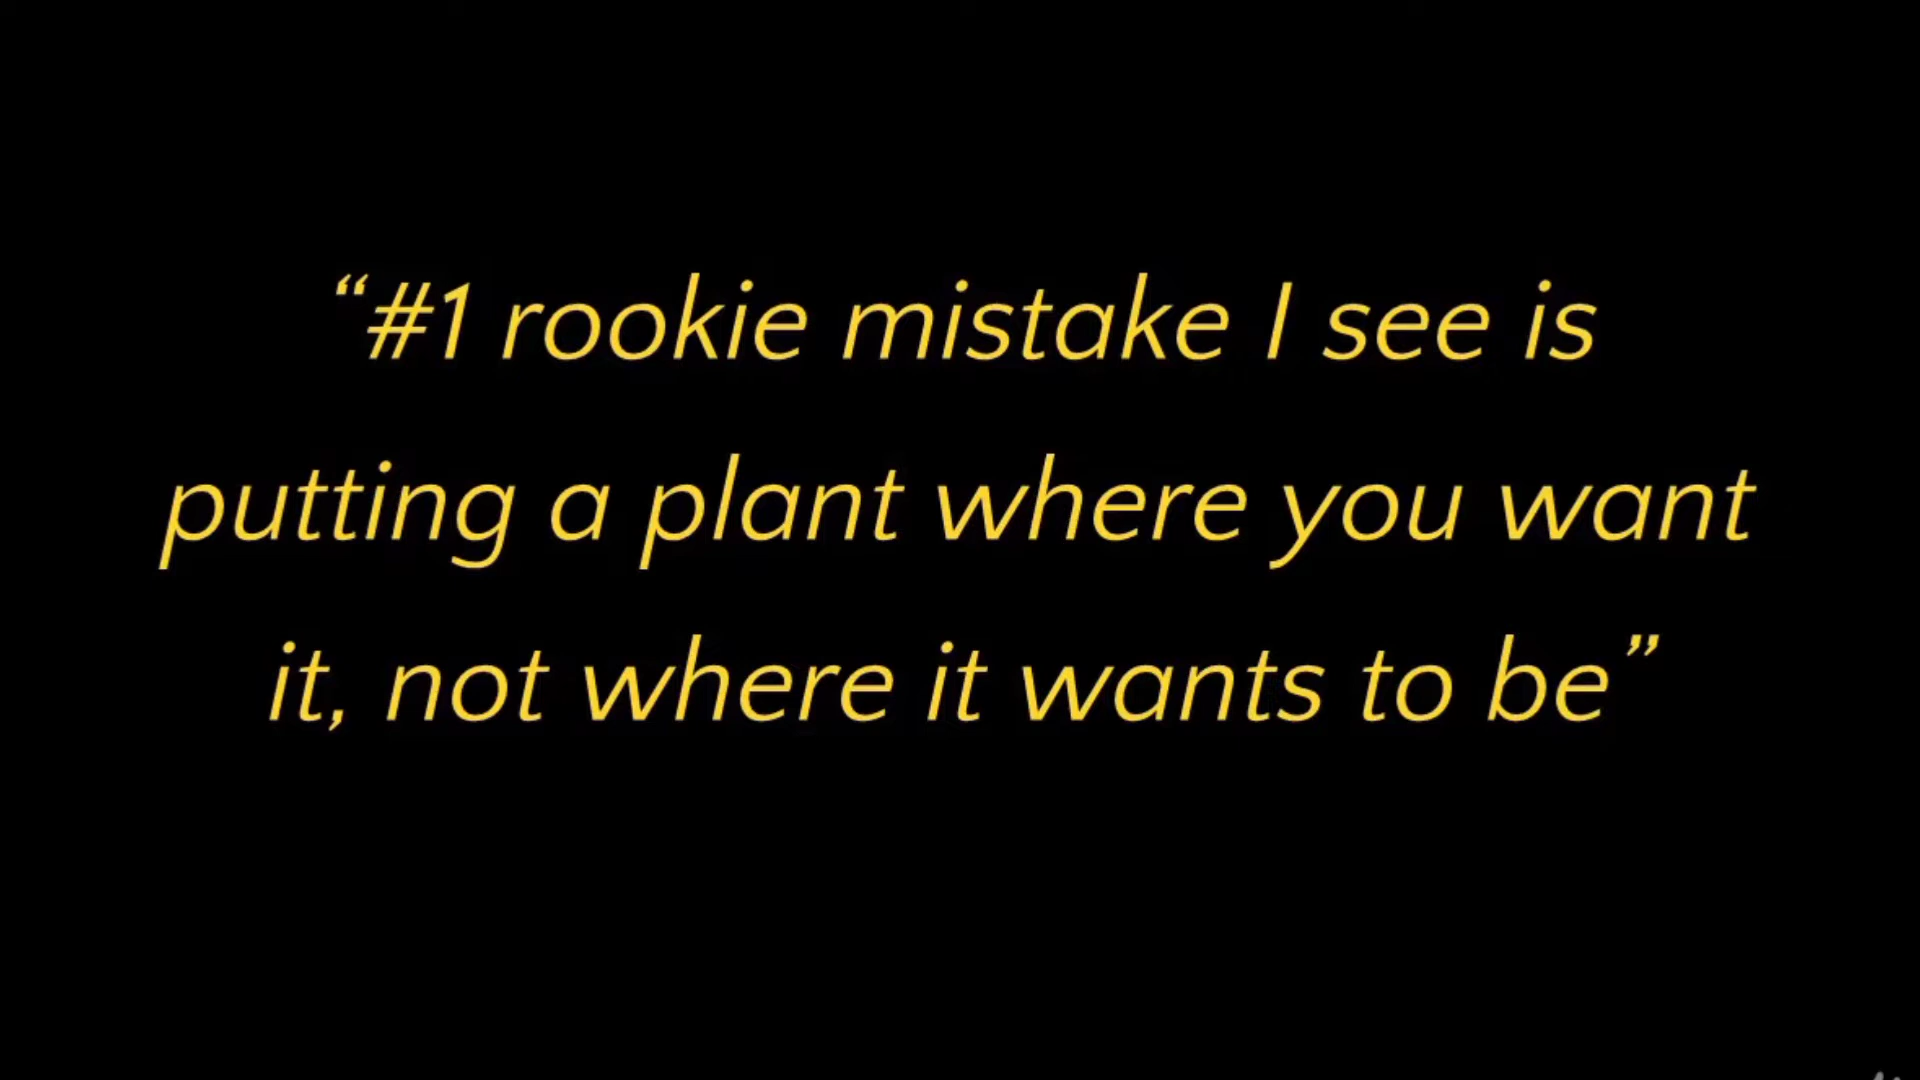 “#1 rookie mistake I see is
putting a plant where you want
it, not where it wants to be”